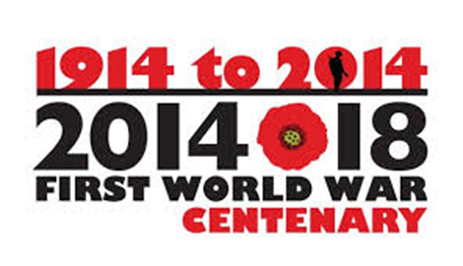 1914 to 2014
2014 18
FIRST WORLD WAR
CENTENARY